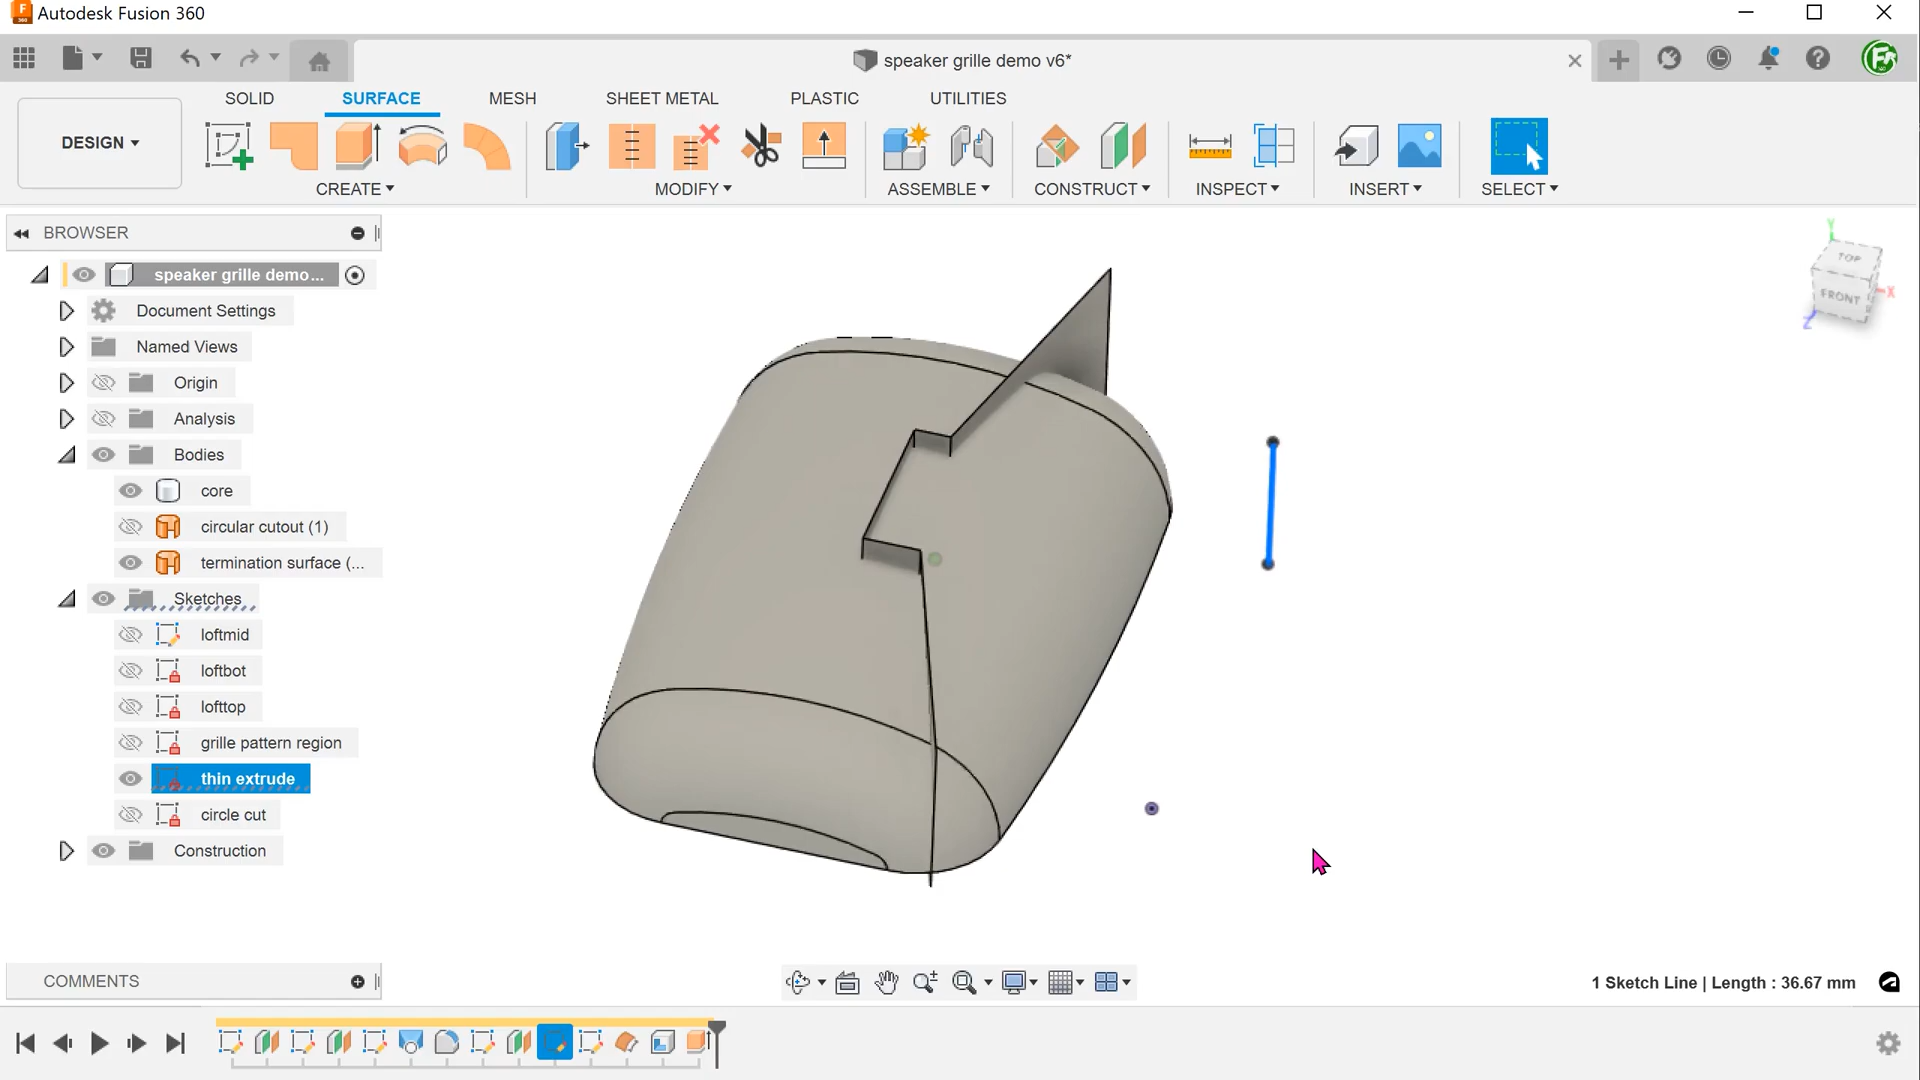 Autodesk Fusion 360
speaker grille demo v6*
DESIGN
SOLID SURFACE MESH SHEET METAL PLASTIC UTILITIES
CREATE MODIFY ASSEMBLE CONSTRUCT INSPECT INSERT SELECT
BROWSER
speaker grille demo...
Document Settings
Named Views
Origin
Analysis
Bodies
core
circular cutout (1)
termination surface (...
Sketches
loftmid
loftbot
lofttop
grille pattern region
thin extrude
circle cut
Construction
Y
TOP
FRONT
X
Z
COMMENTS
1 Sketch Line | Length : 36.67 mm